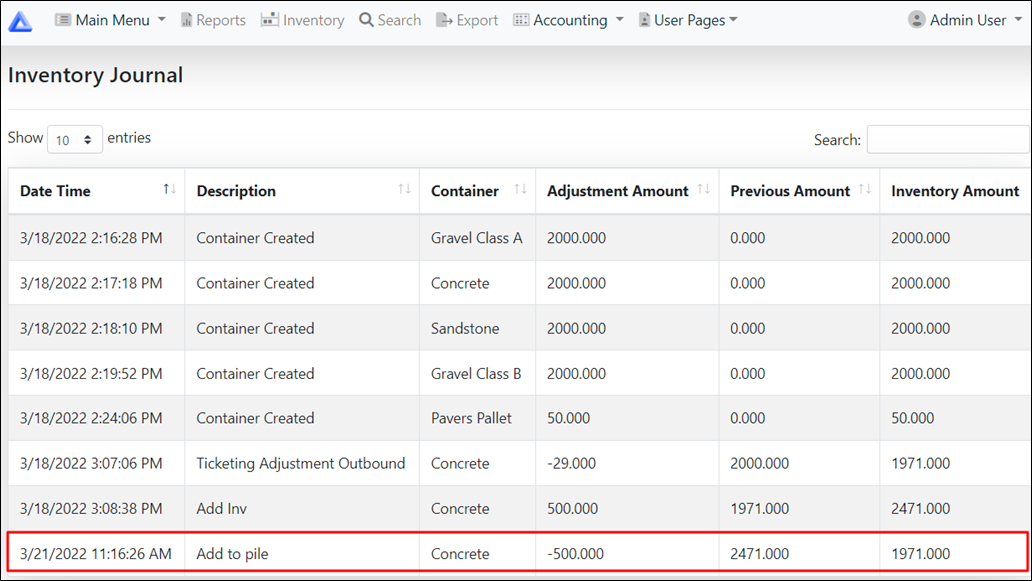 Main Menu Reports Inventory Search Export Accounting User Pages Admin User
Inventory Journal
Show 10 entries Search:
Date Time Description Container Adjustment Amount Previous Amount Inventory Amount
3/18/2022 2:16:28 PM Container Created Gravel Class A 2000.000 0.000 2000.000
3/18/2022 2:17:18 PM Container Created Concrete 2000.000 0.000 2000.000
3/18/2022 2:18:10 PM Container Created Sandstone 2000.000 0.000 2000.000
3/18/2022 2:19:52 PM Container Created Gravel Class B 2000.000 0.000 2000.000
3/18/2022 2:24:06 PM Container Created Pavers Pallet 50.000 0.000 50.000
3/18/2022 3:07:06 PM Ticketing Adjustment Outbound Concrete -29.000 2000.000 1971.000
3/18/2022 3:08:38 PM Add Inv Concrete 500.000 1971.000 2471.000
3/21/2022 11:16:26 AM Add to pile Concrete -500.000 2471.000 1971.000